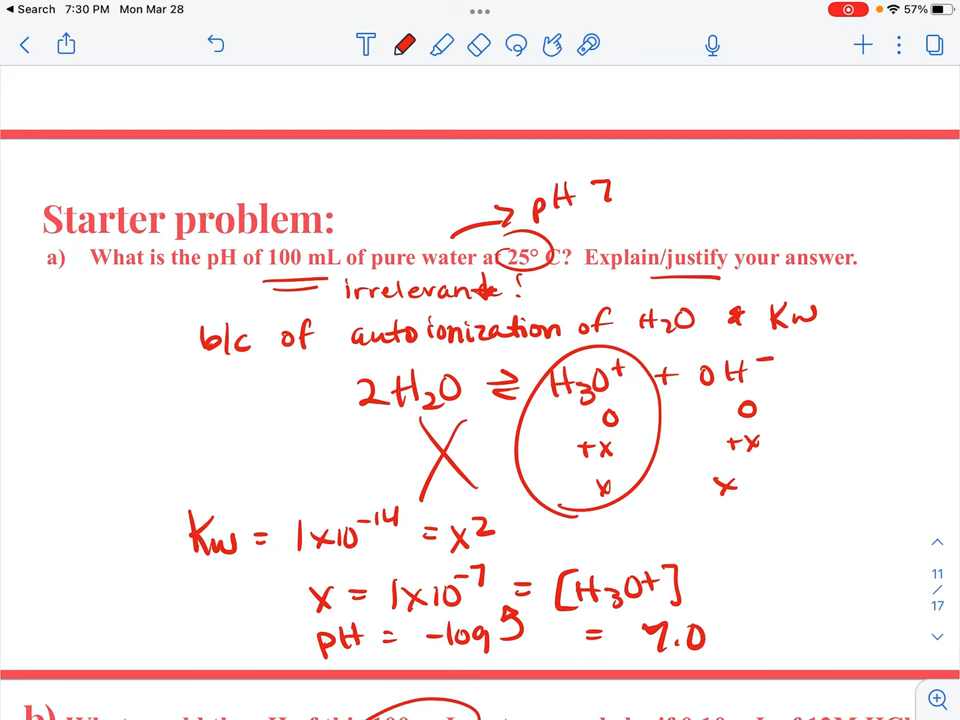 Search 7:30 PM Mon Mar 28 57%
pH 7
Starter problem:
a) What is the pH of 100 mL of pure water at 25° C? Explain/justify your answer.
irrelevant!
b/c of autoionization of H2O & Kw
2H2O ⇌ H3O+ + OH−
X 0 0
+x +x
x x
Kw = 1x10−14 = x2
x = 1x10−7 = [H3O+]
pH = −log = 7.0
11
/
17
b)